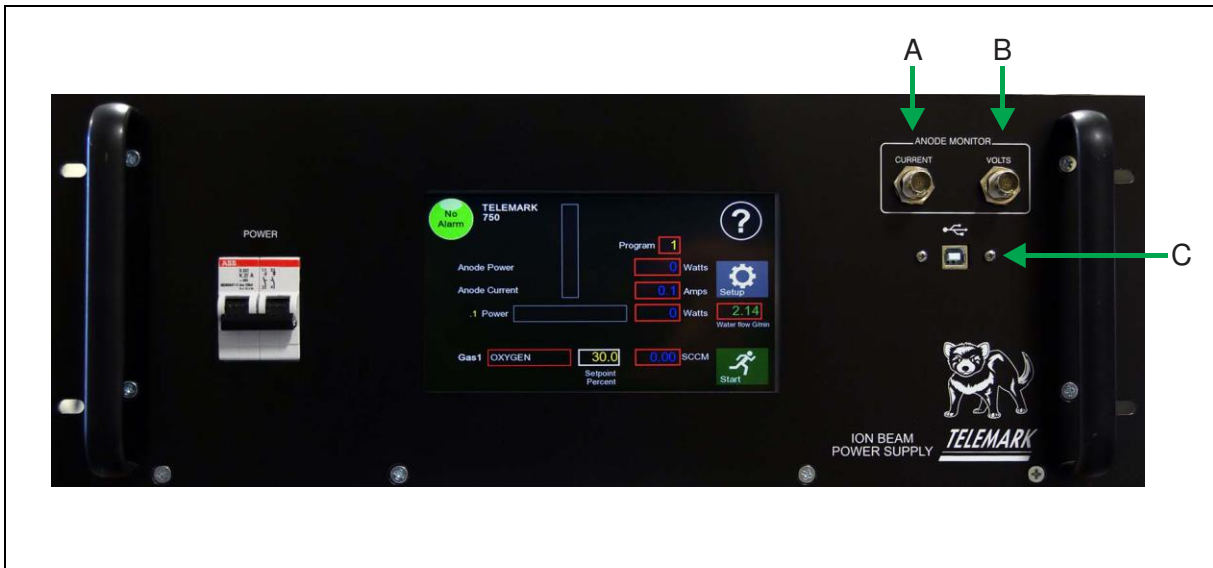 A B
ANODE MONITOR
CURRENT VOLTS
C
POWER
ABB
No
Alarm
TELEMARK
750
?
Program 1
Anode Power 0 Watts
Anode Current 0.1 Amps
Setup
.1 Power 0 Watts
2.14
Water flow G/min
Gas1 OXYGEN 30.0 0.00 SCCM
Setpoint
Percent
Start
ION BEAM
POWER SUPPLY
TELEMARK